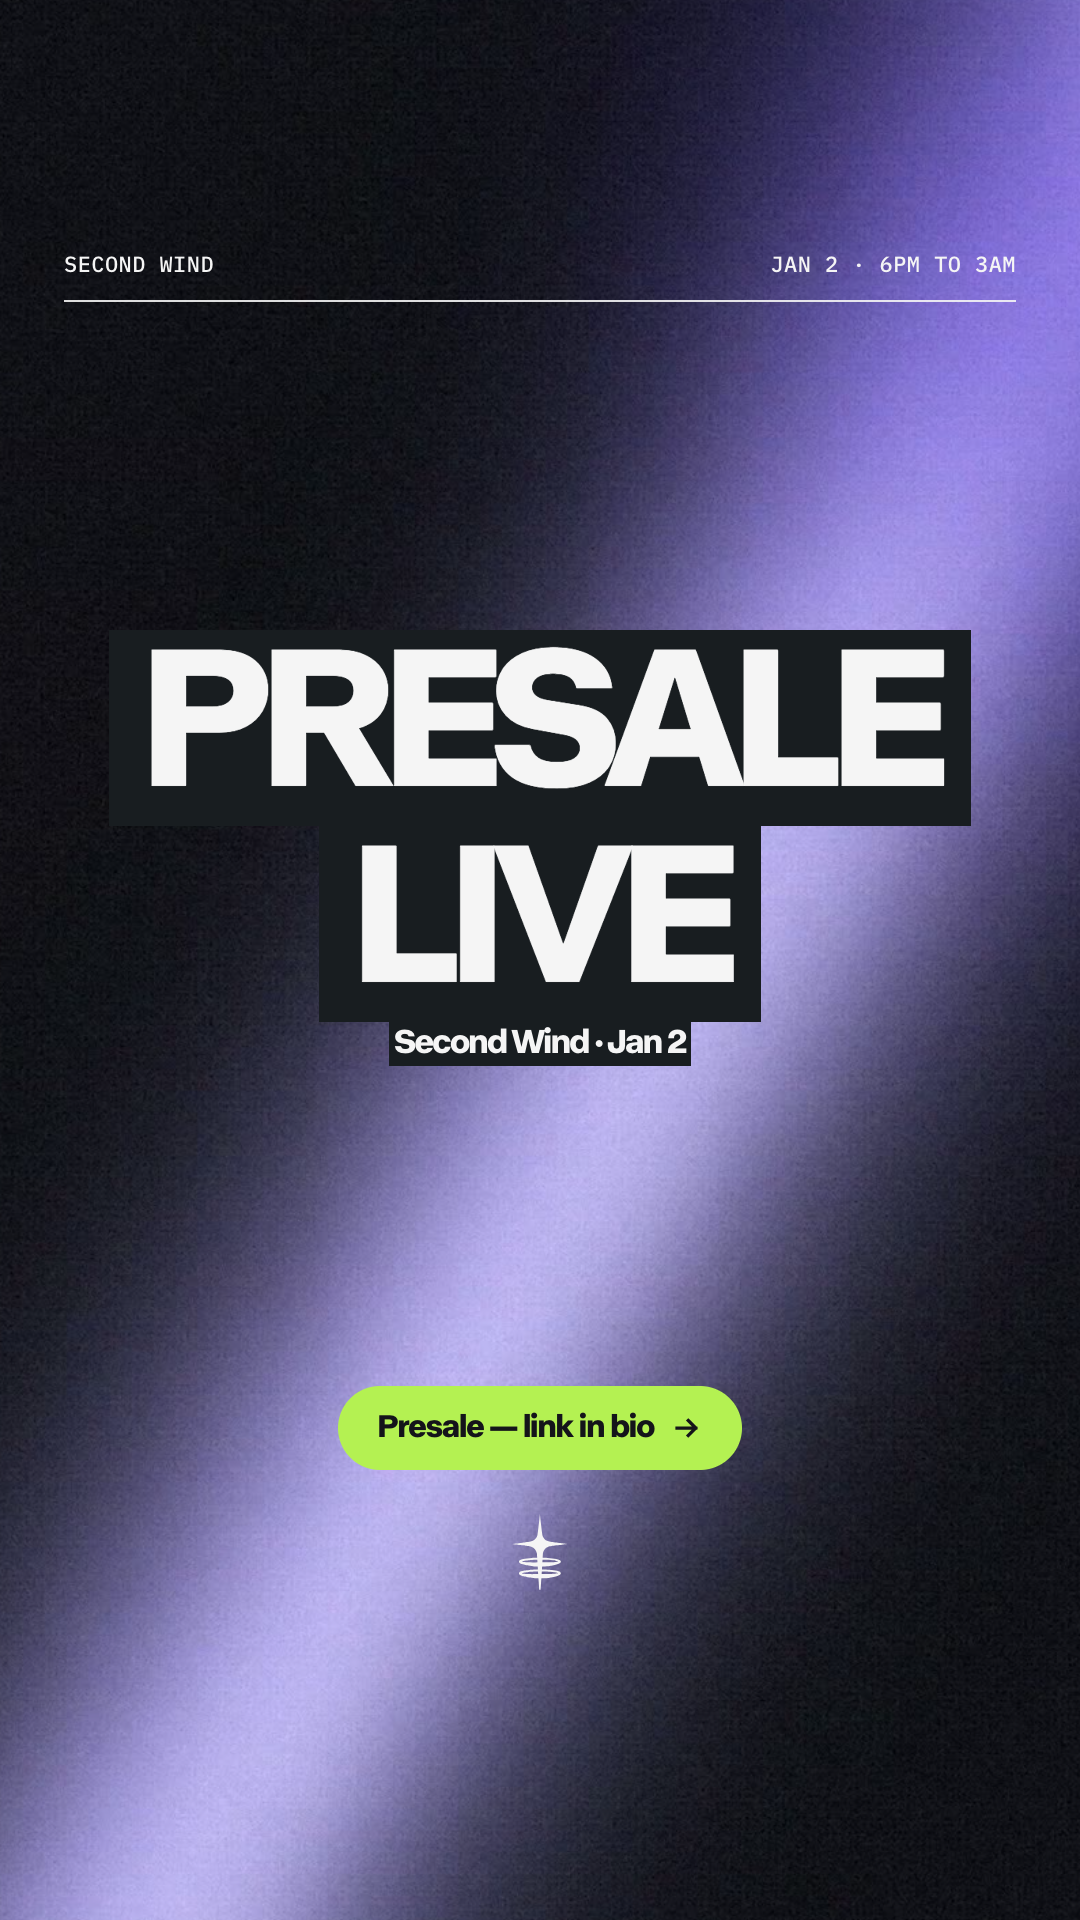 SECOND WIND
JAN 2 · 6PM TO 3AM
PRESALE
LIVE
Second Wind · Jan 2
Presale — link in bio →